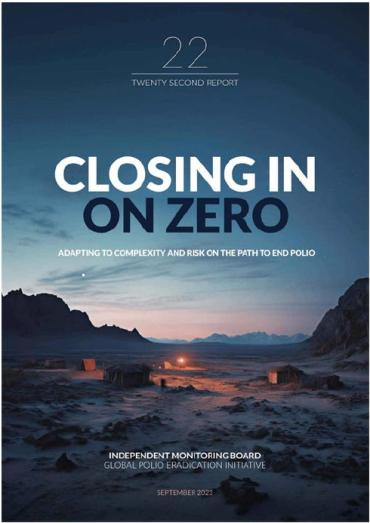 22
TWENTY SECOND REPORT
CLOSING IN
ON ZERO
ADAPTING TO COMPLEXITY AND RISK ON THE PATH TO END POLIO
INDEPENDENT MONITORING BOARD
GLOBAL POLIO ERADICATION INITIATIVE
SEPTEMBER 2023